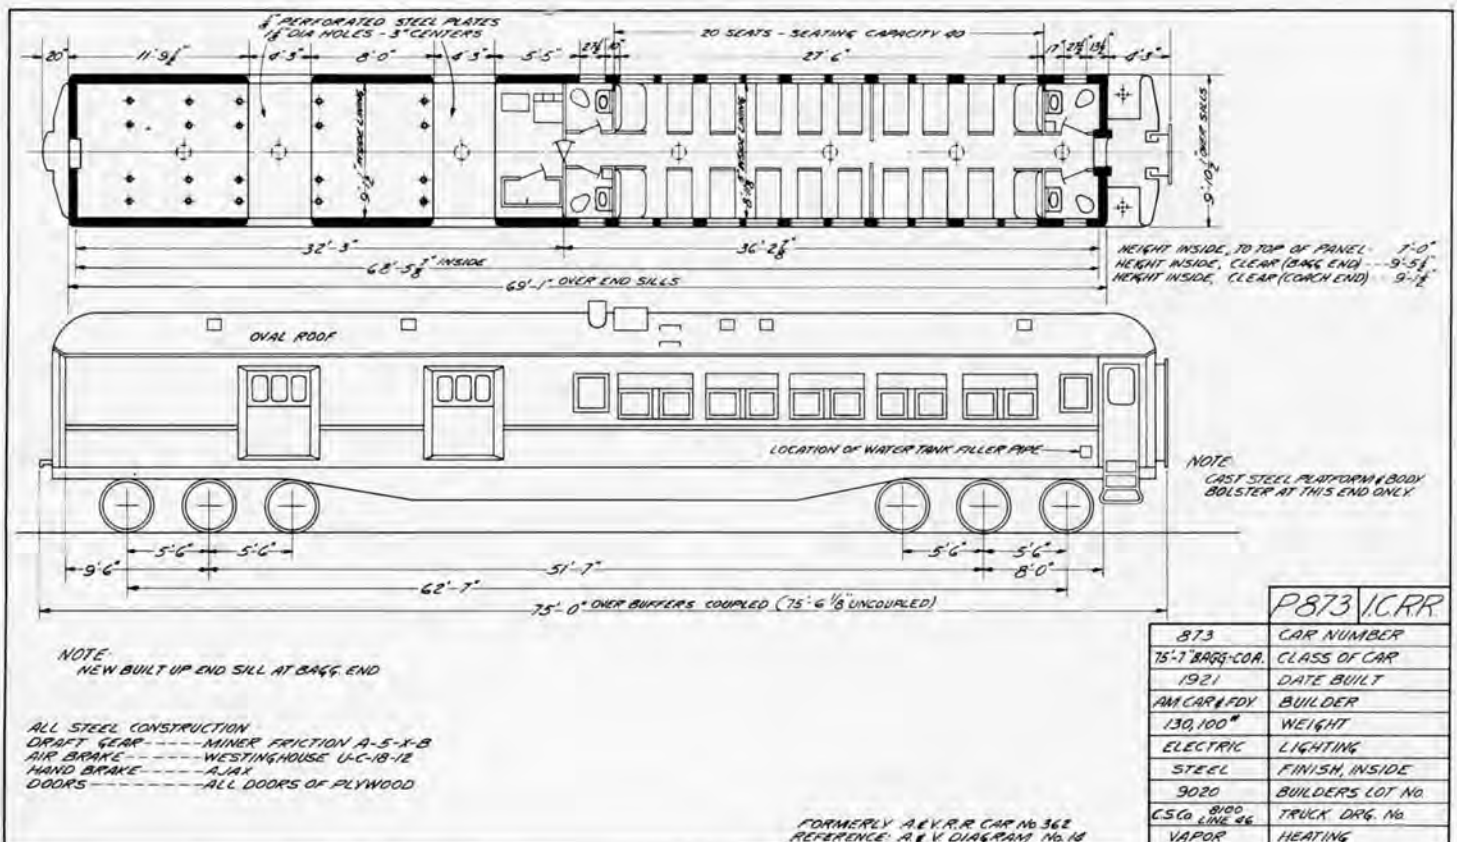 1/8" PERFORATED STEEL PLATES
1 1/8" DIA HOLES - 3" CENTERS
20 SEATS - SEATING CAPACITY 40
20"
11'-9 1/2"
4'-3"
8'-0"
4'-3"
5'-5"
10"
27'-6"
17"
4'-3"
INSIDE LINING
INSIDE LINING
9'-10 1/2" OVER SILLS
32'-3"
36'-2 7/8"
68'-5 7/8" INSIDE
69'-1" OVER END SILLS
HEIGHT INSIDE, TO TOP OF PANEL - 7'-0"
HEIGHT INSIDE, CLEAR (BAGG END) --- 9'-5 1/2"
HEIGHT INSIDE, CLEAR (COACH END) 9'-1 1/2"
OVAL ROOF
LOCATION OF WATER TANK FILLER PIPE
NOTE
CAST STEEL PLATFORM & BODY
BOLSTER AT THIS END ONLY.
5'-6" 5'-6" 5'-6" 5'-6"
9'-6" 51'-7" 8'-0"
62'-7"
75'-0" OVER BUFFERS COUPLED (75'-6 1/8" UNCOUPLED)
NOTE
NEW BUILT UP END SILL AT BAGG. END
ALL STEEL CONSTRUCTION
DRAFT GEAR ----- MINER FRICTION A-5-X-B
AIR BRAKE ------ WESTINGHOUSE U-C-18-12
HAND BRAKE ------ AJAX
DOORS --------- ALL DOORS OF PLYWOOD
FORMERLY A.&V.R.R. CAR No. 362
REFERENCE: A.&V. DIAGRAM No. 14
P873 I.C.R.R.
873 CAR NUMBER
75'-7" BAGG.-COA. CLASS OF CAR
1921 DATE BUILT
AM. CAR & FDY BUILDER
130,100# WEIGHT
ELECTRIC LIGHTING
STEEL FINISH, INSIDE
9020 BUILDERS LOT No.
C.S.Co. 8100 LINE 46 TRUCK DRG. No.
VAPOR HEATING